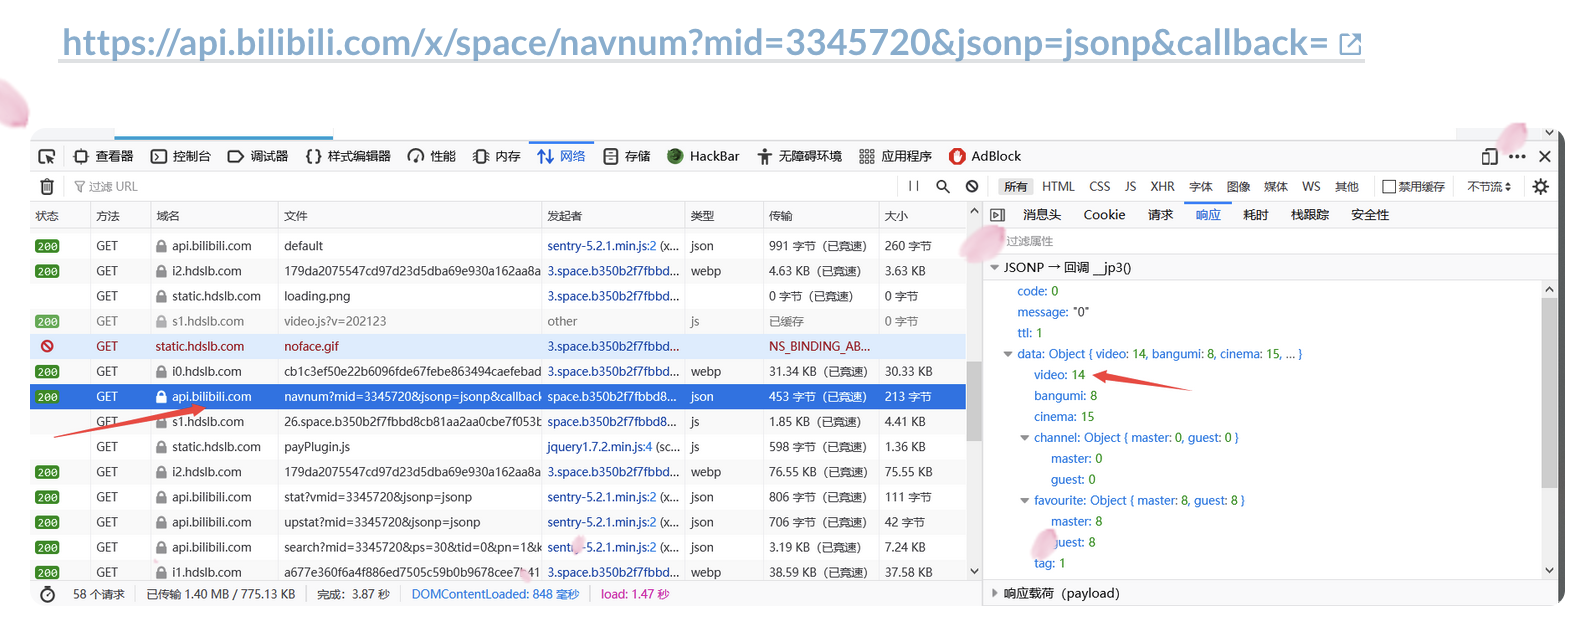 https://api.bilibili.com/x/space/navnum?mid=3345720&jsonp=jsonp&callback=
查看器 控制台 调试器 样式编辑器 性能 内存 网络 存储 HackBar 无障碍环境 应用程序 AdBlock
过滤 URL 所有 HTML CSS JS XHR 字体 图像 媒体 WS 其他 禁用缓存 不节流
状态 方法 域名 文件 发起者 类型 传输 大小 消息头 Cookie 请求 响应 耗时 栈跟踪 安全性
200 GET api.bilibili.com default sentry-5.2.1.min.js:2 (x... json 991 字节（已竞速） 260 字节
过滤属性
200 GET i2.hdslb.com 179da2075547cd97d23d5dba69e930a162aa8a 3.space.b350b2f7fbbd... webp 4.63 KB（已竞速） 3.63 KB
JSONP → 回调 __jp3()
GET static.hdslb.com loading.png 3.space.b350b2f7fbbd... 0 字节（已竞速） 0 字节
code: 0
message: "0"
200 GET s1.hdslb.com video.js?v=202123 other js 已缓存 0 字节
ttl: 1
GET static.hdslb.com noface.gif 3.space.b350b2f7fbbd... NS_BINDING_AB...
data: Object { video: 14, bangumi: 8, cinema: 15, … }
200 GET i0.hdslb.com cb1c3ef50e22b6096fde67febe863494caefebad 3.space.b350b2f7fbbd... webp 31.34 KB（已竞速） 30.33 KB
video: 14
200 GET api.bilibili.com navnum?mid=3345720&jsonp=jsonp&callback space.b350b2f7fbbd8... json 453 字节（已竞速） 213 字节
bangumi: 8
cinema: 15
s1.hdslb.com 26.space.b350b2f7fbbd8cb81aa2aa0cbe7f053b space.b350b2f7fbbd8... js 1.85 KB（已竞速） 4.41 KB
channel: Object { master: 0, guest: 0 }
GET static.hdslb.com payPlugin.js jquery1.7.2.min.js:4 (sc... js 598 字节（已竞速） 1.36 KB
master: 0
200 GET i2.hdslb.com 179da2075547cd97d23d5dba69e930a162aa8a 3.space.b350b2f7fbbd... webp 76.55 KB（已竞速） 75.55 KB
guest: 0
200 GET api.bilibili.com stat?vmid=3345720&jsonp=jsonp sentry-5.2.1.min.js:2 (x... json 806 字节（已竞速） 111 字节
favourite: Object { master: 8, guest: 8 }
200 GET api.bilibili.com upstat?mid=3345720&jsonp=jsonp sentry-5.2.1.min.js:2 (x... json 706 字节（已竞速） 42 字节
master: 8
200 GET api.bilibili.com search?mid=3345720&ps=30&tid=0&pn=1&k sentry-5.2.1.min.js:2 (x... json 3.19 KB（已竞速） 7.24 KB
guest: 8
tag: 1
200 GET i1.hdslb.com a677e360f6a4f886ed7505c59b0b9678cee7b41 3.space.b350b2f7fbbd... webp 38.59 KB（已竞速） 37.58 KB
58 个请求 已传输 1.40 MB / 775.13 KB 完成：3.87 秒 DOMContentLoaded: 848 毫秒 load: 1.47 秒 响应载荷（payload）